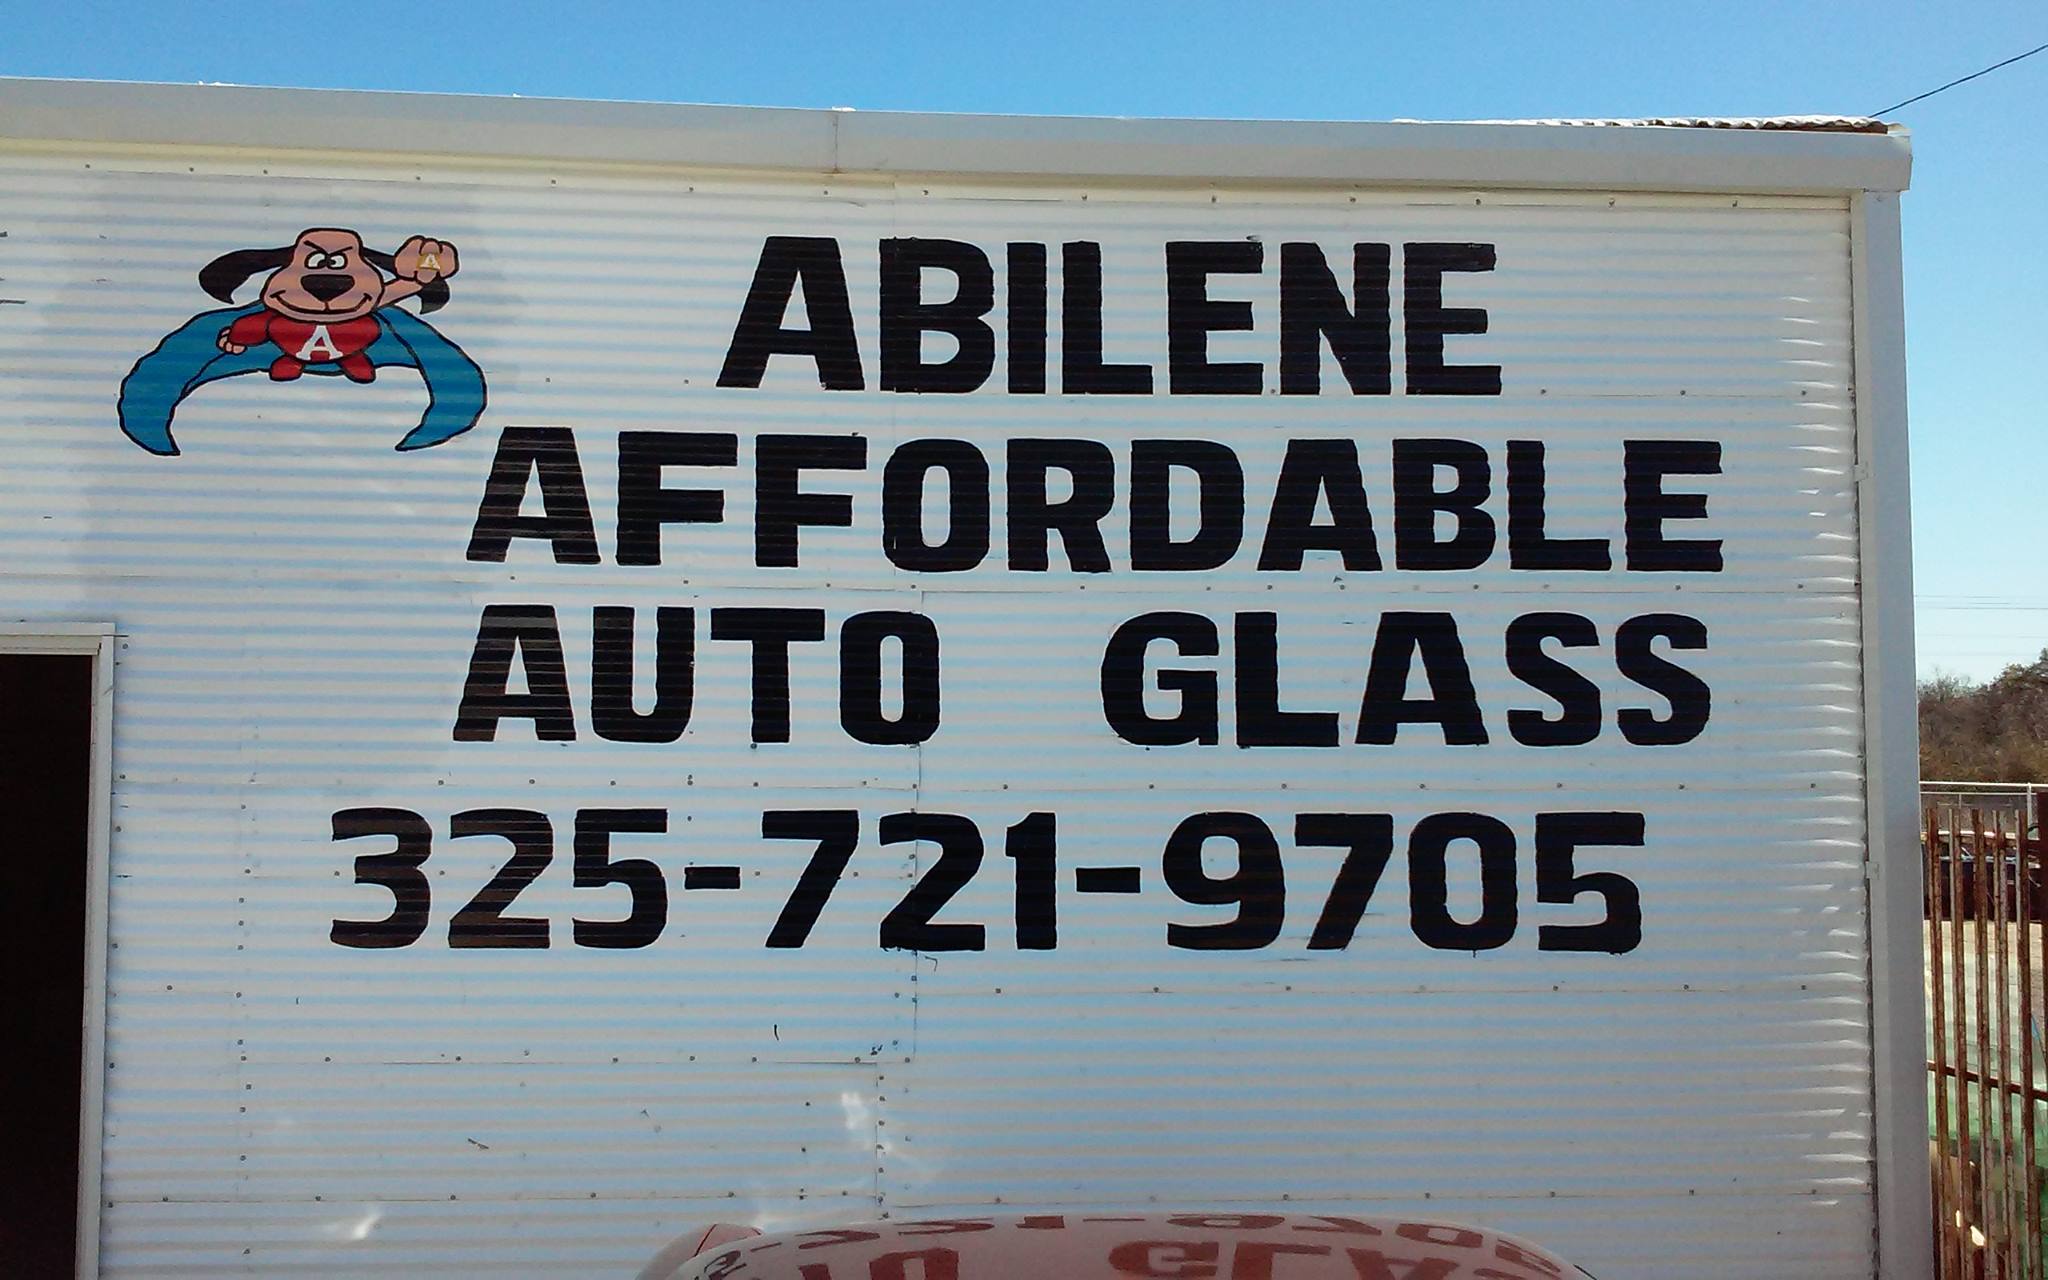 ABILENE
AFFORDABLE
AUTO GLASS
325-721-9705
A
A